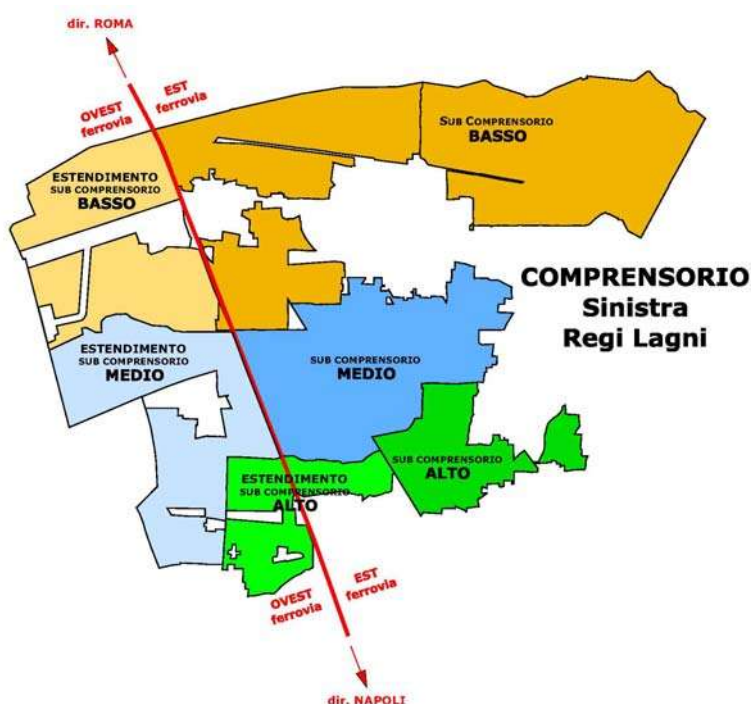 dir. ROMA
OVEST
ferrovia
EST
ferrovia
SUB COMPRENSORIO
BASSO
ESTENDIMENTO
SUB COMPRENSORIO
BASSO
COMPRENSORIO
Sinistra
Regi Lagni
ESTENDIMENTO
SUB COMPRENSORIO
MEDIO
SUB COMPRENSORIO
MEDIO
SUB COMPRENSORIO
ALTO
ESTENDIMENTO
SUB COMPRENSORIO
ALTO
OVEST
ferrovia
EST
ferrovia
dir. NAPOLI